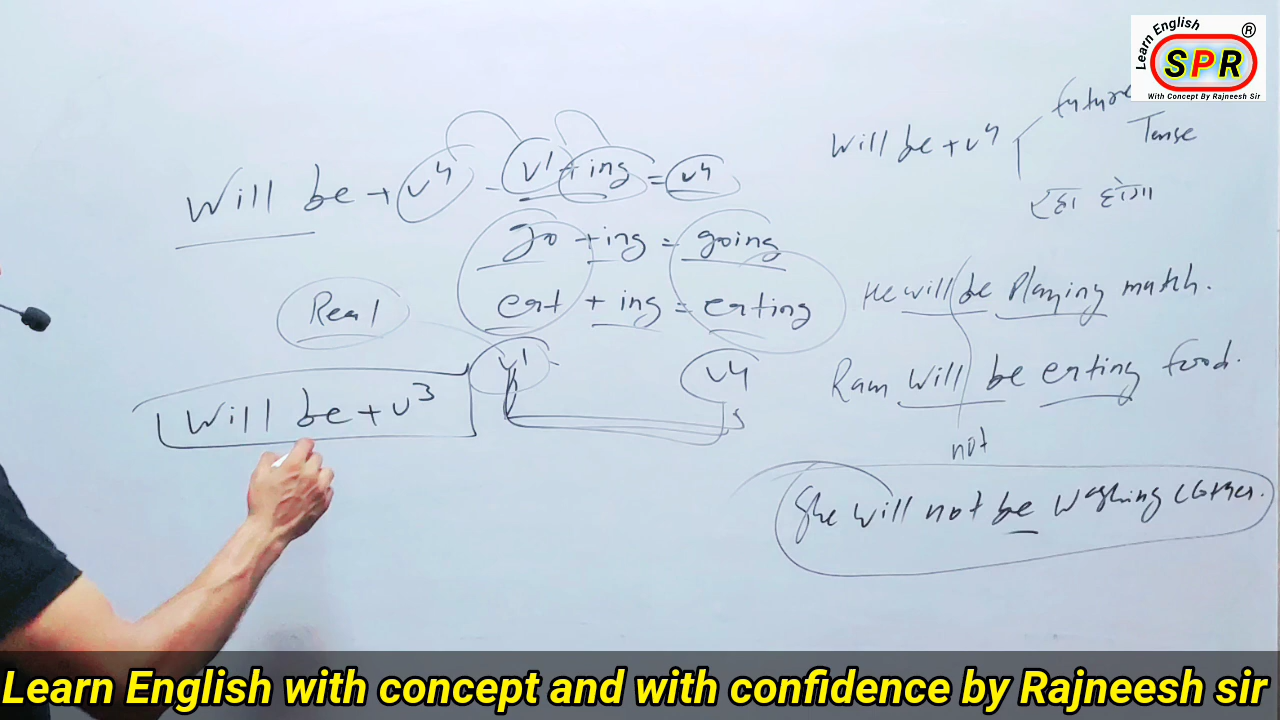 Learn English
®
SPR
With Concept By Rajneesh Sir
Will be + v4 - v1 + ing = v4
go + ing = going
eat + ing = eating
Real
v1 v4
Will be + v3
s
Will be + v4
future
Tense
रहा होगा
He will be Playing match.
Ram will be eating food.
not
She will not be washing clothes.
Learn English with concept and with confidence by Rajneesh sir